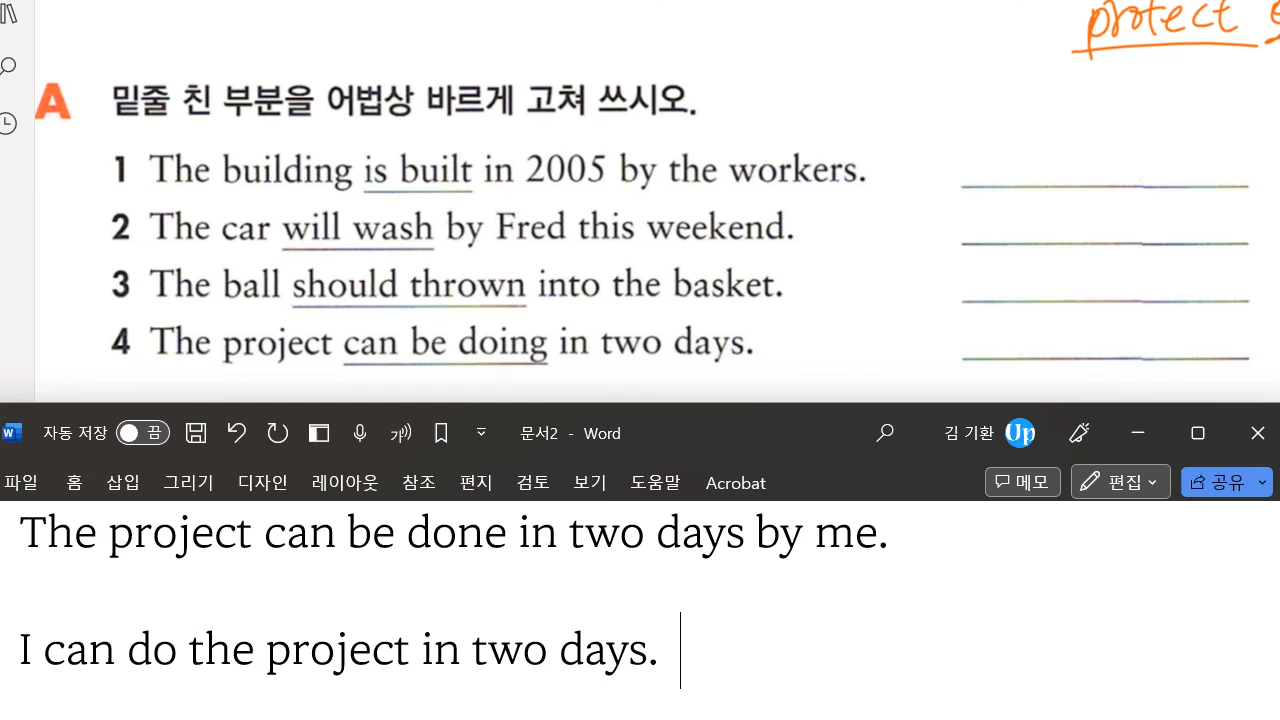 protect
A 밑줄 친 부분을 어법상 바르게 고쳐 쓰시오.
1 The building is built in 2005 by the workers.
2 The car will wash by Fred this weekend.
3 The ball should thrown into the basket.
4 The project can be doing in two days.
자동 저장 끔 가)) 문서2 - Word 김 기환 Up
파일 홈 삽입 그리기 디자인 레이아웃 참조 편지 검토 보기 도움말 Acrobat 메모 편집 공유
The project can be done in two days by me.
I can do the project in two days.